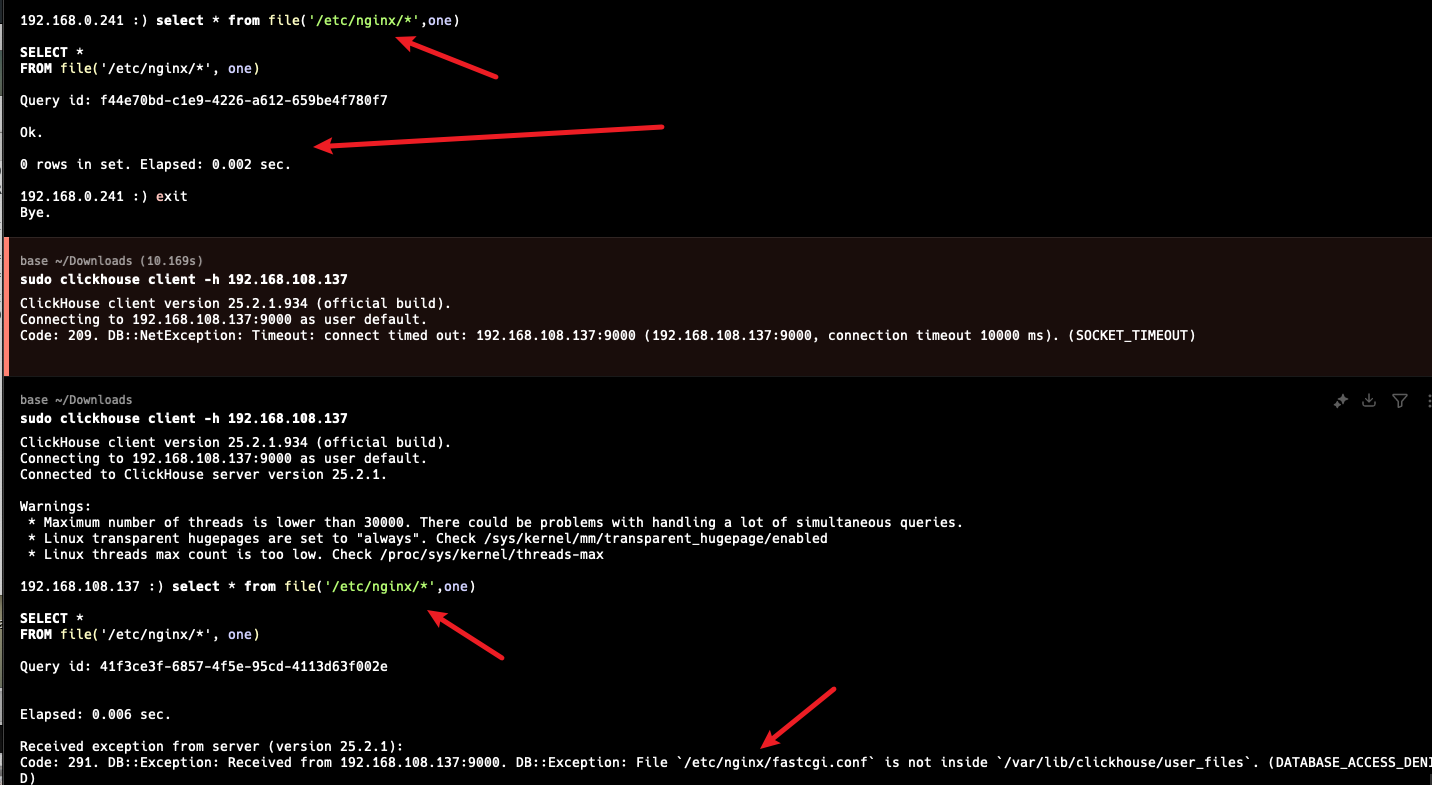 192.168.0.241 :) select * from file('/etc/nginx/*',one)
SELECT *
FROM file('/etc/nginx/*', one)
Query id: f44e70bd-c1e9-4226-a612-659be4f780f7
Ok.
0 rows in set. Elapsed: 0.002 sec.
192.168.0.241 :) exit
Bye.
base ~/Downloads (10.169s)
sudo clickhouse client -h 192.168.108.137
ClickHouse client version 25.2.1.934 (official build).
Connecting to 192.168.108.137:9000 as user default.
Code: 209. DB::NetException: Timeout: connect timed out: 192.168.108.137:9000 (192.168.108.137:9000, connection timeout 10000 ms). (SOCKET_TIMEOUT)
base ~/Downloads
sudo clickhouse client -h 192.168.108.137
ClickHouse client version 25.2.1.934 (official build).
Connecting to 192.168.108.137:9000 as user default.
Connected to ClickHouse server version 25.2.1.
Warnings:
* Maximum number of threads is lower than 30000. There could be problems with handling a lot of simultaneous queries.
* Linux transparent hugepages are set to "always". Check /sys/kernel/mm/transparent_hugepage/enabled
* Linux threads max count is too low. Check /proc/sys/kernel/threads-max
192.168.108.137 :) select * from file('/etc/nginx/*',one)
SELECT *
FROM file('/etc/nginx/*', one)
Query id: 41f3ce3f-6857-4f5e-95cd-4113d63f002e
Elapsed: 0.006 sec.
Received exception from server (version 25.2.1):
Code: 291. DB::Exception: Received from 192.168.108.137:9000. DB::Exception: File `/etc/nginx/fastcgi.conf` is not inside `/var/lib/clickhouse/user_files`. (DATABASE_ACCESS_DENI
D)